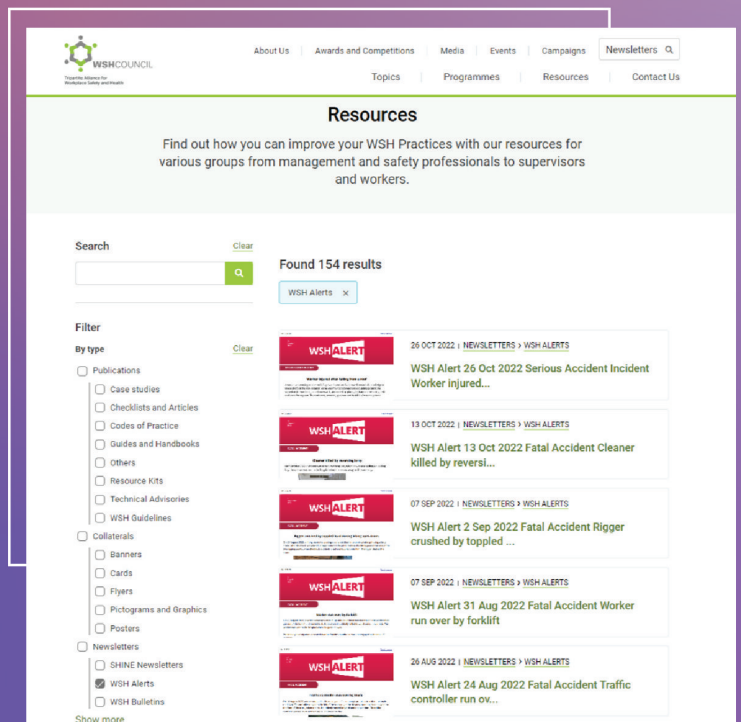 WSHCOUNCIL
Tripartite Alliance for
Workplace Safety and Health
About Us
Awards and Competitions
Media
Events
Campaigns
Newsletters
Topics
Programmes
Resources
Contact Us
Resources
Find out how you can improve your WSH Practices with our resources for
various groups from management and safety professionals to supervisors
and workers.
Search
Clear
Found 154 results
WSH Alerts x
Filter
By type
Clear
Publications
Case studies
Checklists and Articles
Codes of Practice
Guides and Handbooks
Others
Resource Kits
Technical Advisories
WSH Guidelines
Collaterals
Banners
Cards
Flyers
Pictograms and Graphics
Posters
Newsletters
SHINE Newsletters
WSH Alerts
WSH Bulletins
Show more
WSH ALERT
26 OCT 2022 | NEWSLETTERS > WSH ALERTS
WSH Alert 26 Oct 2022 Serious Accident Incident
Worker injured...
WSH ALERT
13 OCT 2022 | NEWSLETTERS > WSH ALERTS
WSH Alert 13 Oct 2022 Fatal Accident Cleaner
killed by reversi...
WSH ALERT
07 SEP 2022 | NEWSLETTERS > WSH ALERTS
WSH Alert 2 Sep 2022 Fatal Accident Rigger
crushed by toppled ...
WSH ALERT
07 SEP 2022 | NEWSLETTERS > WSH ALERTS
WSH Alert 31 Aug 2022 Fatal Accident Worker
run over by forklift
WSH ALERT
26 AUG 2022 | NEWSLETTERS > WSH ALERTS
WSH Alert 24 Aug 2022 Fatal Accident Traffic
controller run ov...